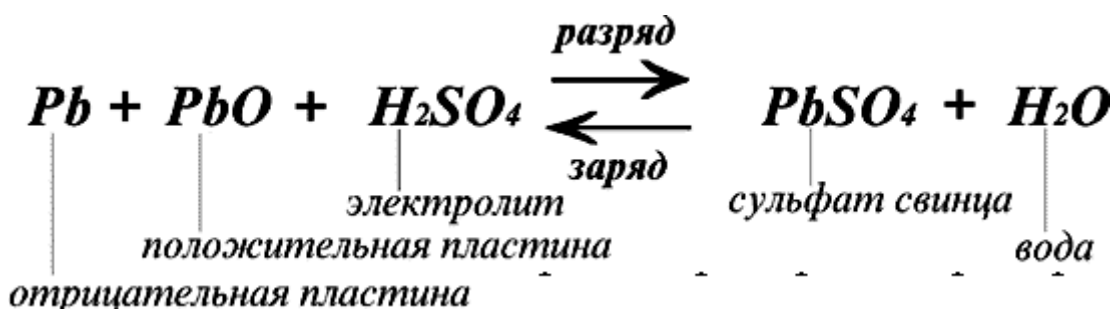 разряд
Pb + PbO + H₂SO₄ ⇄ PbSO₄ + H₂O
заряд
электролит
сульфат свинца
положительная пластина
вода
отрицательная пластина